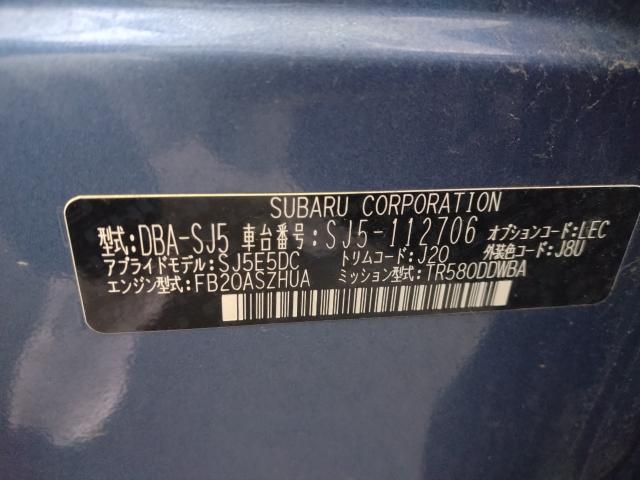 SUBARU CORPORATION
型式:DBA-SJ5 車台番号:SJ5-112706 オプションコード:LEC
アプライドモデル:SJ5E5DC トリムコード:J20 外装色コード:J8U
エンジン型式:FB20ASZHUA ミッション型式:TR580DDWBA